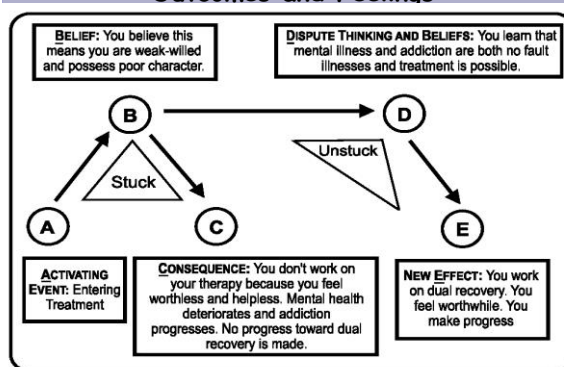 Outcomes and Feelings
BELIEF: You believe this
means you are weak-willed
and possess poor character.
DISPUTE THINKING AND BELIEFS: You learn that
mental illness and addiction are both no fault
illnesses and treatment is possible.
B
D
Stuck
Unstuck
A
C
E
ACTIVATING
EVENT: Entering
Treatment
CONSEQUENCE: You don't work on
your therapy because you feel
worthless and helpless. Mental health
deteriorates and addiction
progresses. No progress toward dual
recovery is made.
NEW EFFECT: You work
on dual recovery. You
feel worthwhile. You
make progress